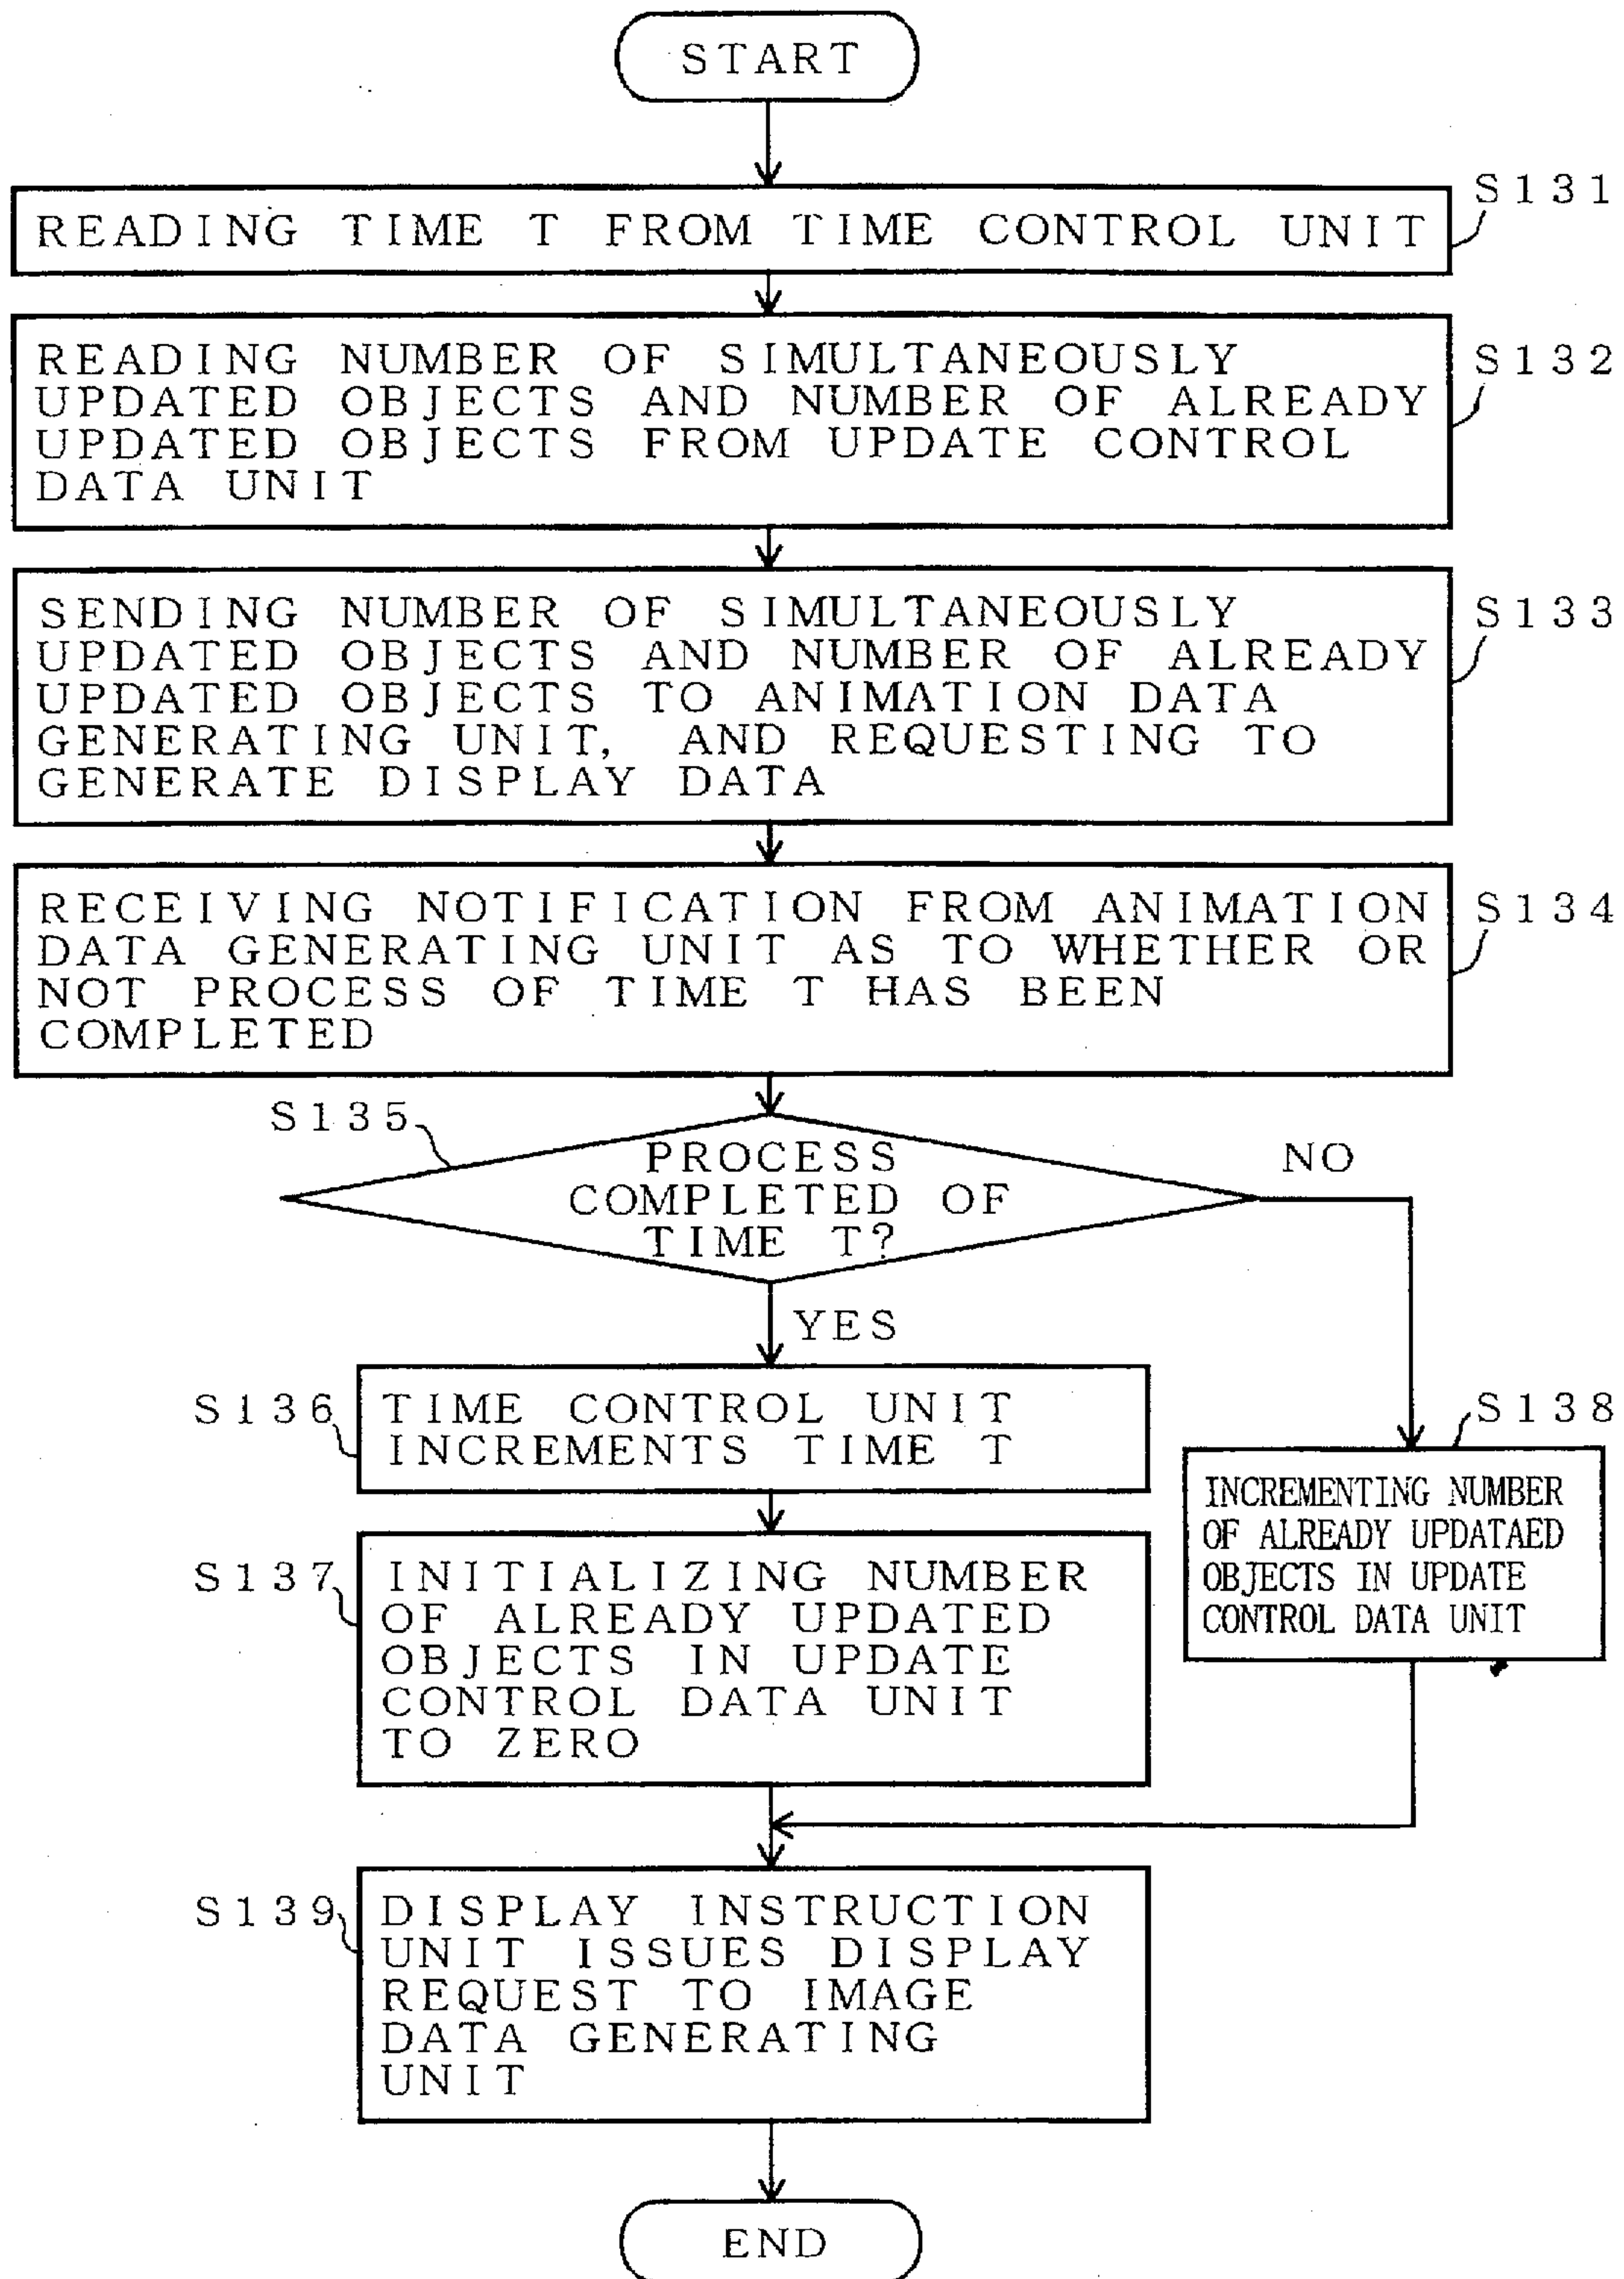 START
S131
READING TIME T FROM TIME CONTROL UNIT
READING NUMBER OF SIMULTANEOUSLY
UPDATED OBJECTS AND NUMBER OF ALREADY
UPDATED OBJECTS FROM UPDATE CONTROL
DATA UNIT
S132
SENDING NUMBER OF SIMULTANEOUSLY
UPDATED OBJECTS AND NUMBER OF ALREADY
UPDATED OBJECTS TO ANIMATION DATA
GENERATING UNIT, AND REQUESTING TO
GENERATE DISPLAY DATA
S133
RECEIVING NOTIFICATION FROM ANIMATION
DATA GENERATING UNIT AS TO WHETHER OR
NOT PROCESS OF TIME T HAS BEEN
COMPLETED
S134
S135
PROCESS
COMPLETED OF
TIME T?
NO
YES
S136
TIME CONTROL UNIT
INCREMENTS TIME T
S138
INCREMENTING NUMBER
OF ALREADY UPDATAED
OBJECTS IN UPDATE
CONTROL DATA UNIT
S137
INITIALIZING NUMBER
OF ALREADY UPDATED
OBJECTS IN UPDATE
CONTROL DATA UNIT
TO ZERO
S139
DISPLAY INSTRUCTION
UNIT ISSUES DISPLAY
REQUEST TO IMAGE
DATA GENERATING
UNIT
END